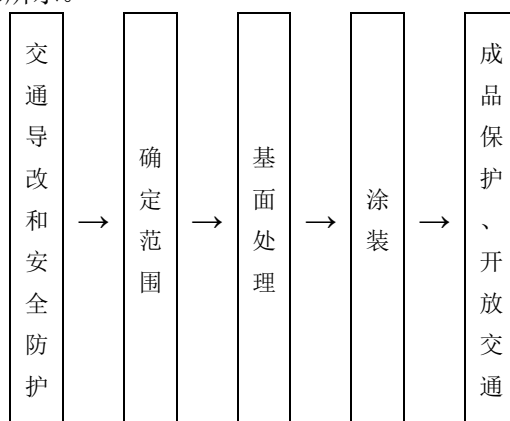 交通导改和安全防护
→
确定范围
→
基面处理
→
涂装
→
成品保护、开放交通